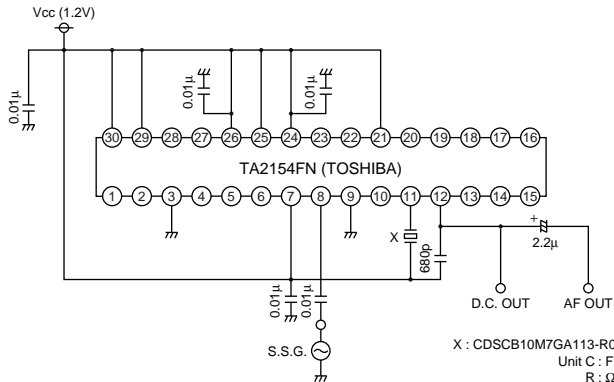 Vcc (1.2V)
0.01μ
0.01μ
0.01μ
30 29 28 27 26 25 24 23 22 21 20 19 18 17 16
TA2154FN (TOSHIBA)
1 2 3 4 5 6 7 8 9 10 11 12 13 14 15
X
680p
+
2.2μ
0.01μ
0.01μ
D.C. OUT
AF OUT
S.S.G.
X : CDSCB10M7GA113-R0
Unit C : F
R : Ω